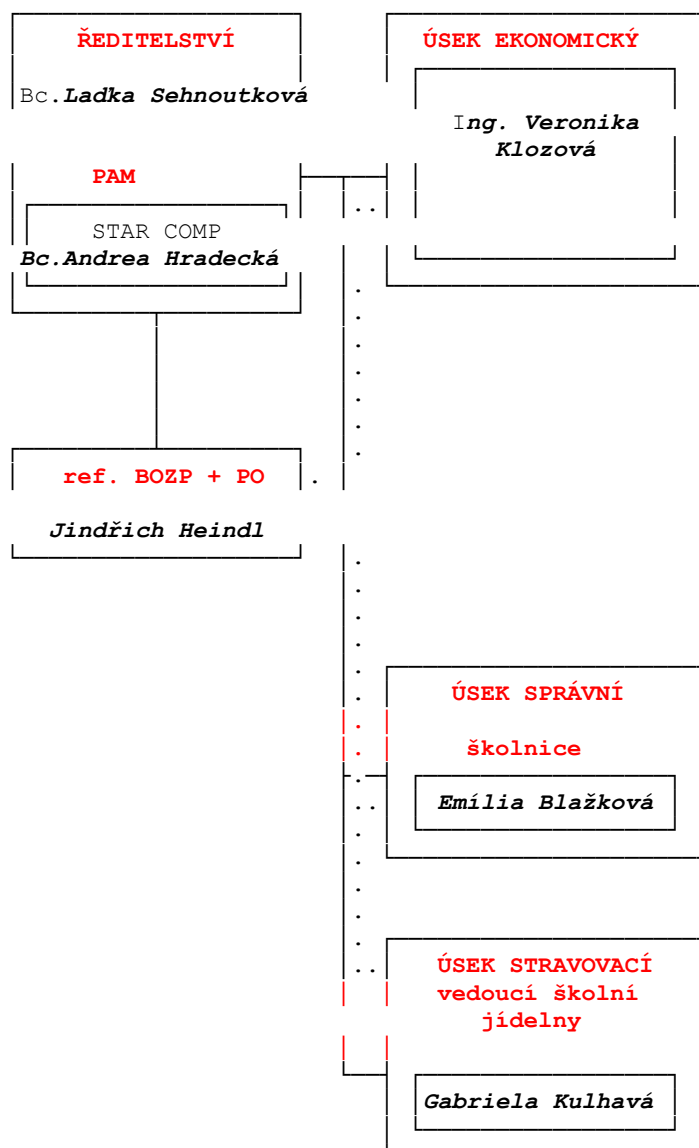 ŘEDITELSTVÍ
Bc.Laďka Sehnoutková
PAM
STAR COMP
Bc.Andrea Hradecká
ref. BOZP + PO
Jindřich Heindl
ÚSEK EKONOMICKÝ
Ing. Veronika
Klozová
ÚSEK SPRÁVNÍ
školnice
Emília Blažková
ÚSEK STRAVOVACÍ
vedoucí školní
jídelny
Gabriela Kulhavá